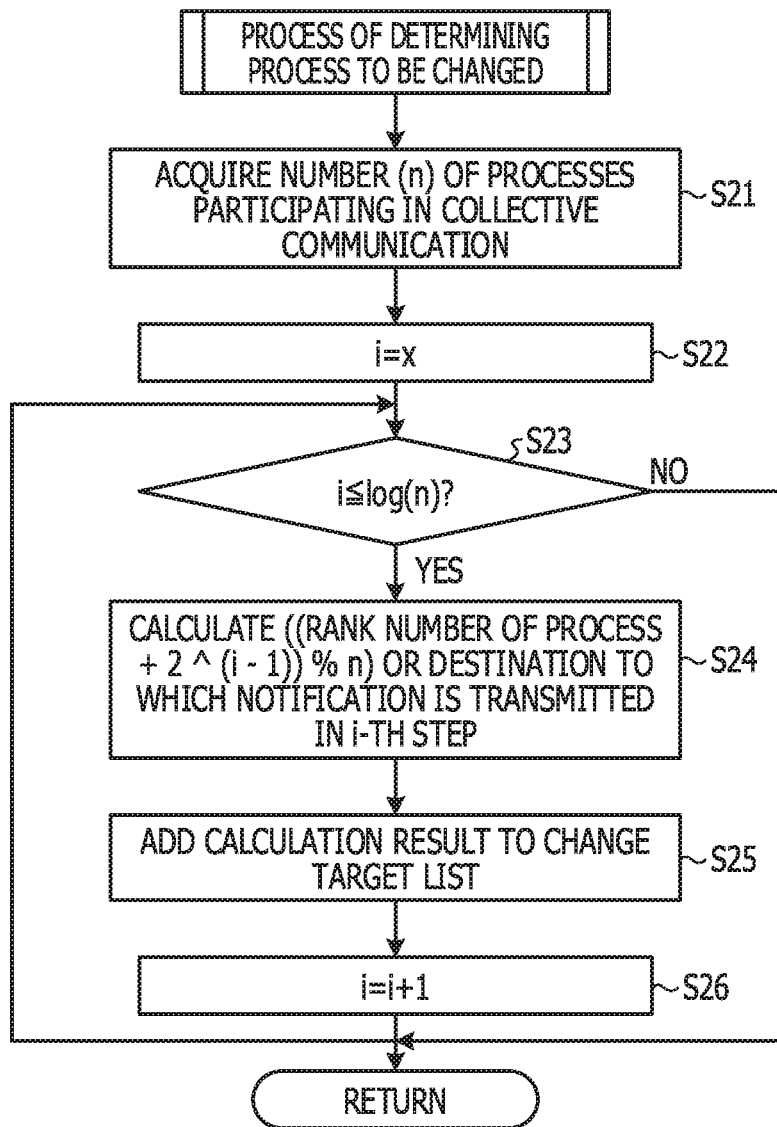 PROCESS OF DETERMINING
PROCESS TO BE CHANGED
ACQUIRE NUMBER (n) OF PROCESSES
PARTICIPATING IN COLLECTIVE
COMMUNICATION
S21
i=x
S22
S23
i≦log(n)?
NO
YES
CALCULATE ((RANK NUMBER OF PROCESS
+ 2 ^ (i - 1)) % n) OR DESTINATION TO
WHICH NOTIFICATION IS TRANSMITTED
IN i-TH STEP
S24
ADD CALCULATION RESULT TO CHANGE
TARGET LIST
S25
i=i+1
S26
RETURN